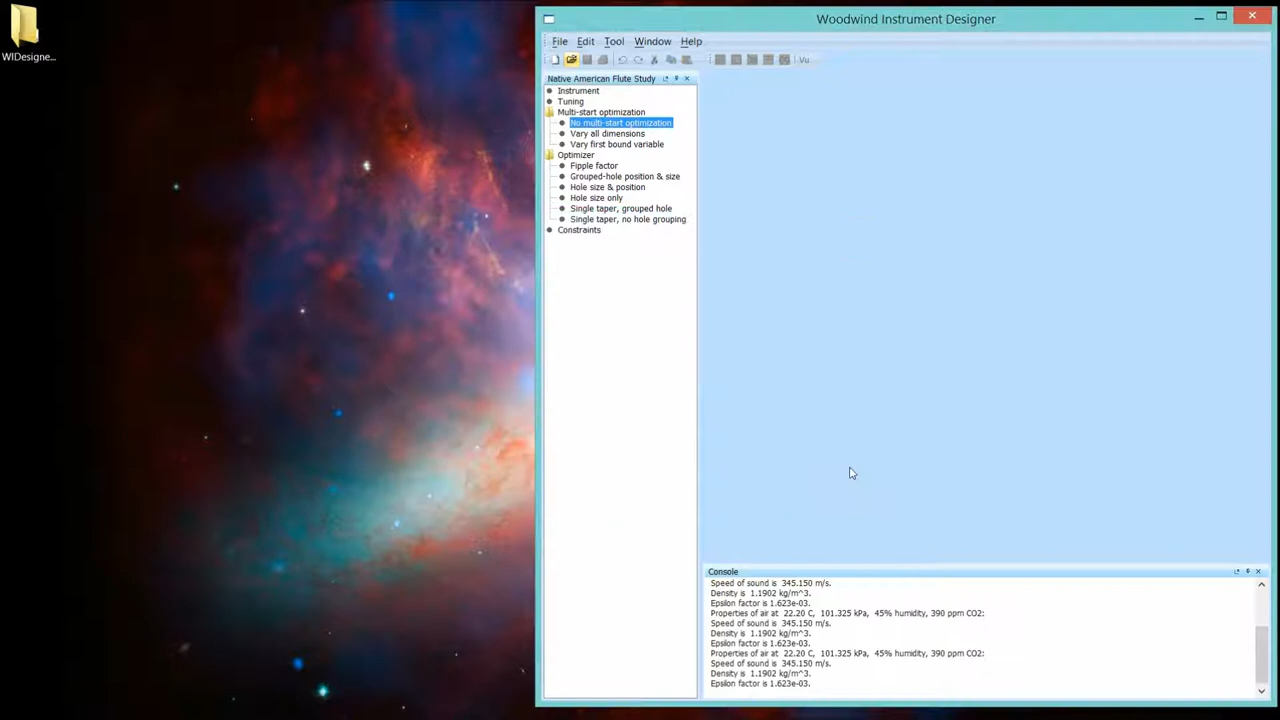 WIDesigne...
Woodwind Instrument Designer
File Edit Tool Window Help
Vu
Native American Flute Study
Instrument
Tuning
Multi-start optimization
No multi-start optimization
Vary all dimensions
Vary first bound variable
Optimizer
Fipple factor
Grouped-hole position & size
Hole size & position
Hole size only
Single taper, grouped hole
Single taper, no hole grouping
Constraints
Console
Speed of sound is 345.150 m/s.
Density is 1.1902 kg/m^3.
Epsilon factor is 1.623e-03.
Properties of air at 22.20 C, 101.325 kPa, 45% humidity, 390 ppm CO2:
Speed of sound is 345.150 m/s.
Density is 1.1902 kg/m^3.
Epsilon factor is 1.623e-03.
Properties of air at 22.20 C, 101.325 kPa, 45% humidity, 390 ppm CO2:
Speed of sound is 345.150 m/s.
Density is 1.1902 kg/m^3.
Epsilon factor is 1.623e-03.